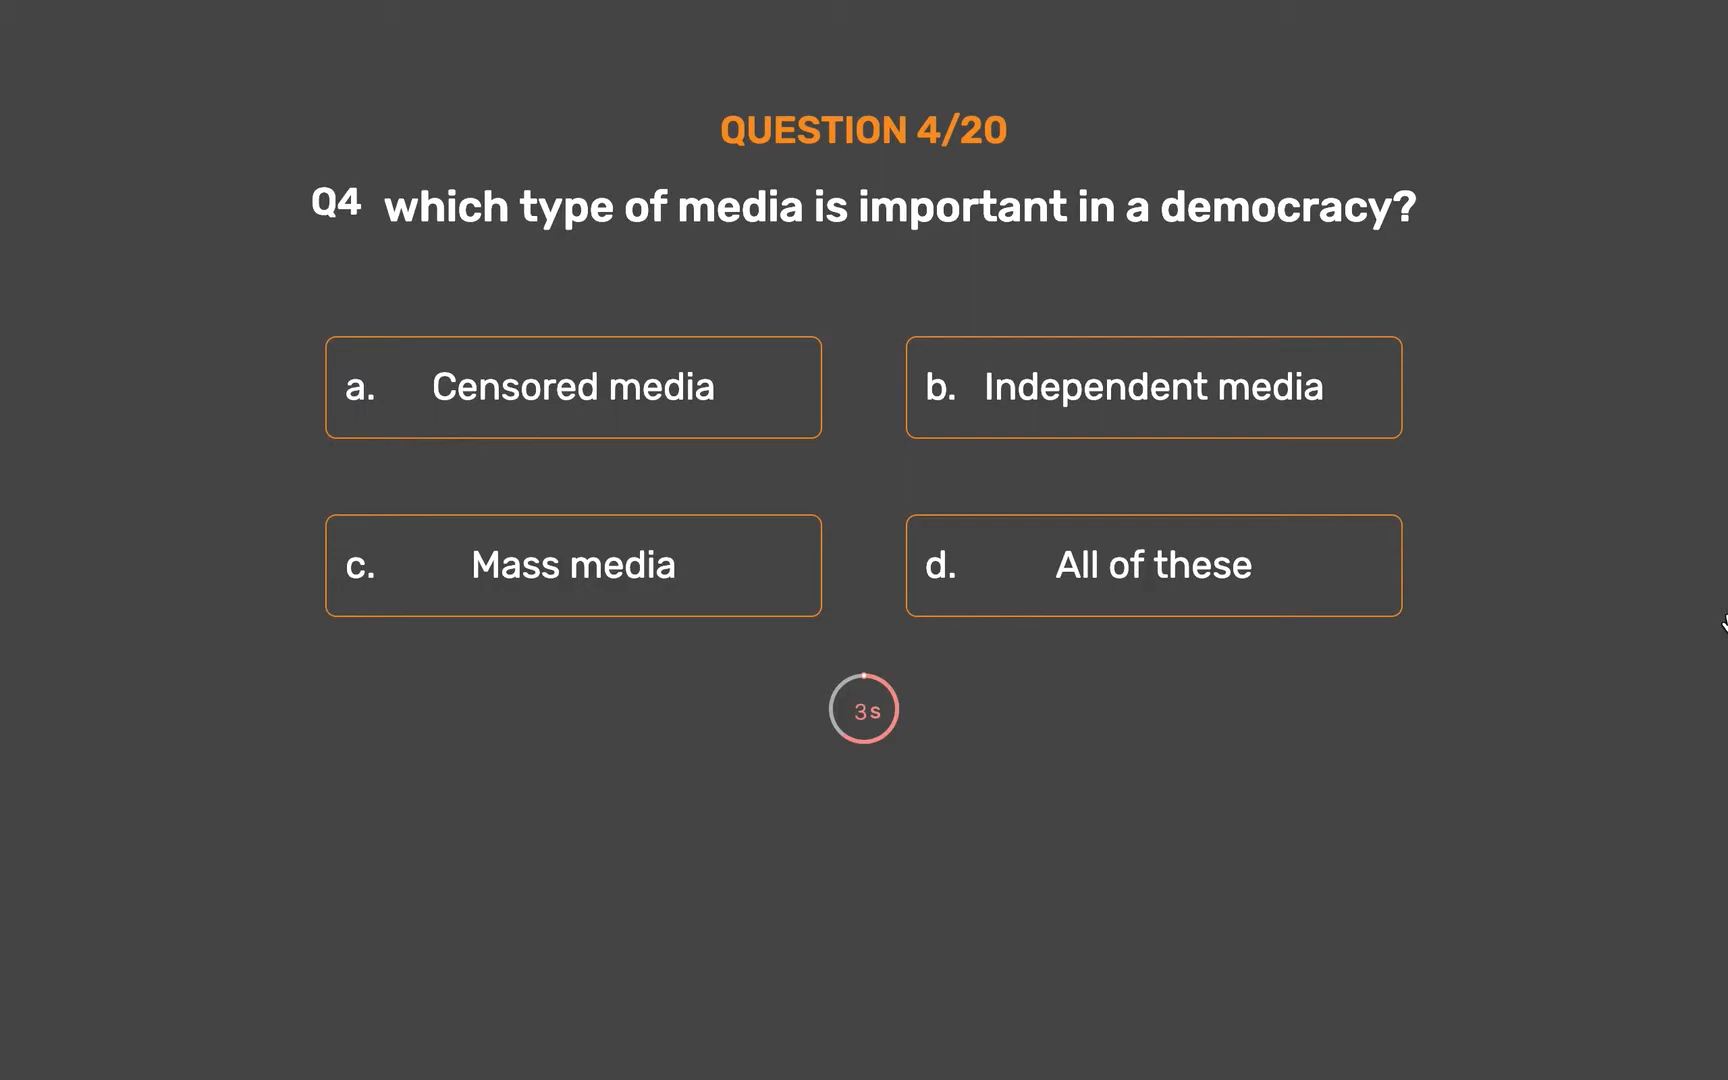 QUESTION 4/20
Q4 which type of media is important in a democracy?
a. Censored media
b. Independent media
c. Mass media
d. All of these
3s